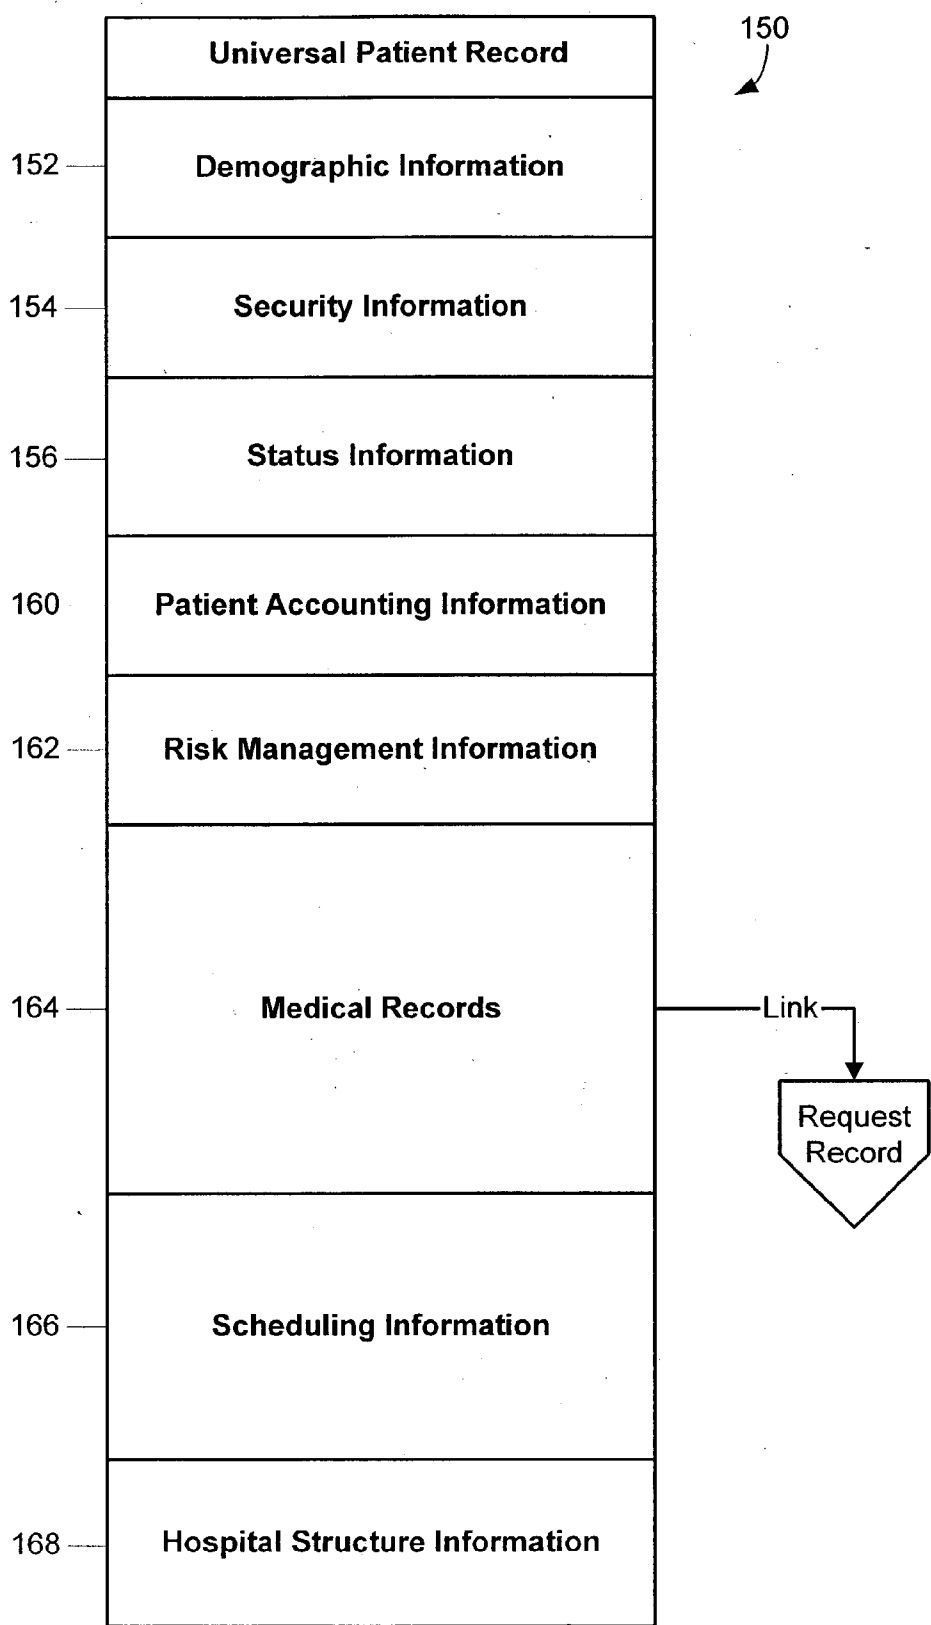 Universal Patient Record
150
152
Demographic Information
154
Security Information
156
Status Information
160
Patient Accounting Information
162
Risk Management Information
164
Medical Records
Link
Request
Record
166
Scheduling Information
168
Hospital Structure Information